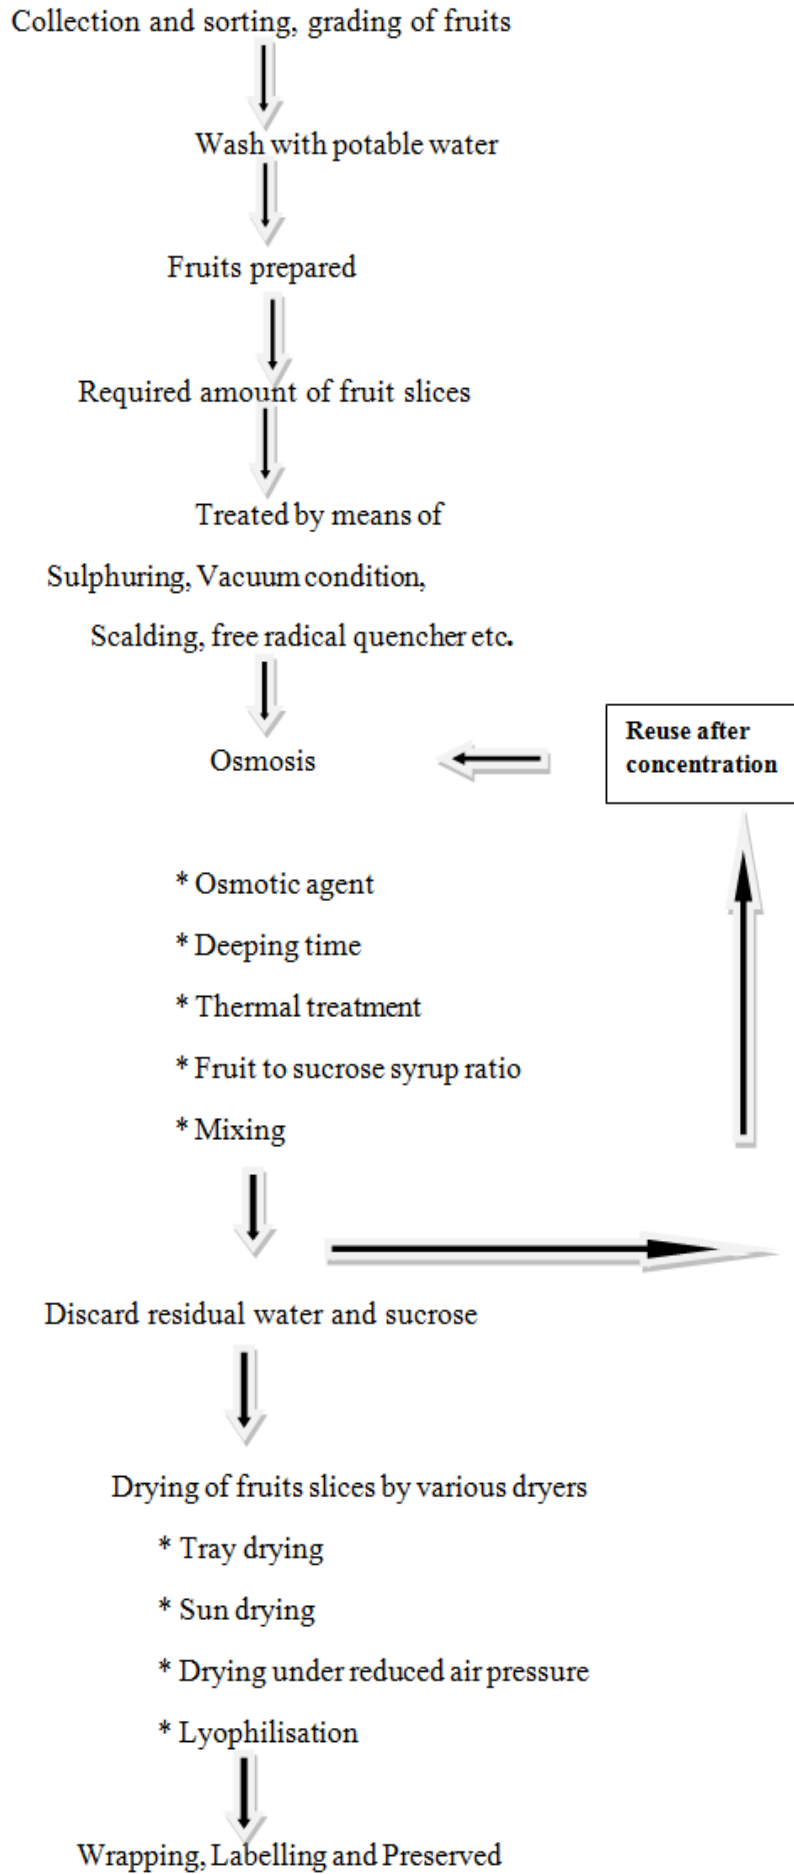 Collection and sorting, grading of fruits
Wash with potable water
Fruits prepared
Required amount of fruit slices
Treated by means of
Sulphuring, Vacuum condition,
Scalding, free radical quencher etc.
Osmosis
Reuse after
concentration
* Osmotic agent
* Deeping time
* Thermal treatment
* Fruit to sucrose syrup ratio
* Mixing
Discard residual water and sucrose
Drying of fruits slices by various dryers
* Tray drying
* Sun drying
* Drying under reduced air pressure
* Lyophilisation
Wrapping, Labelling and Preserved